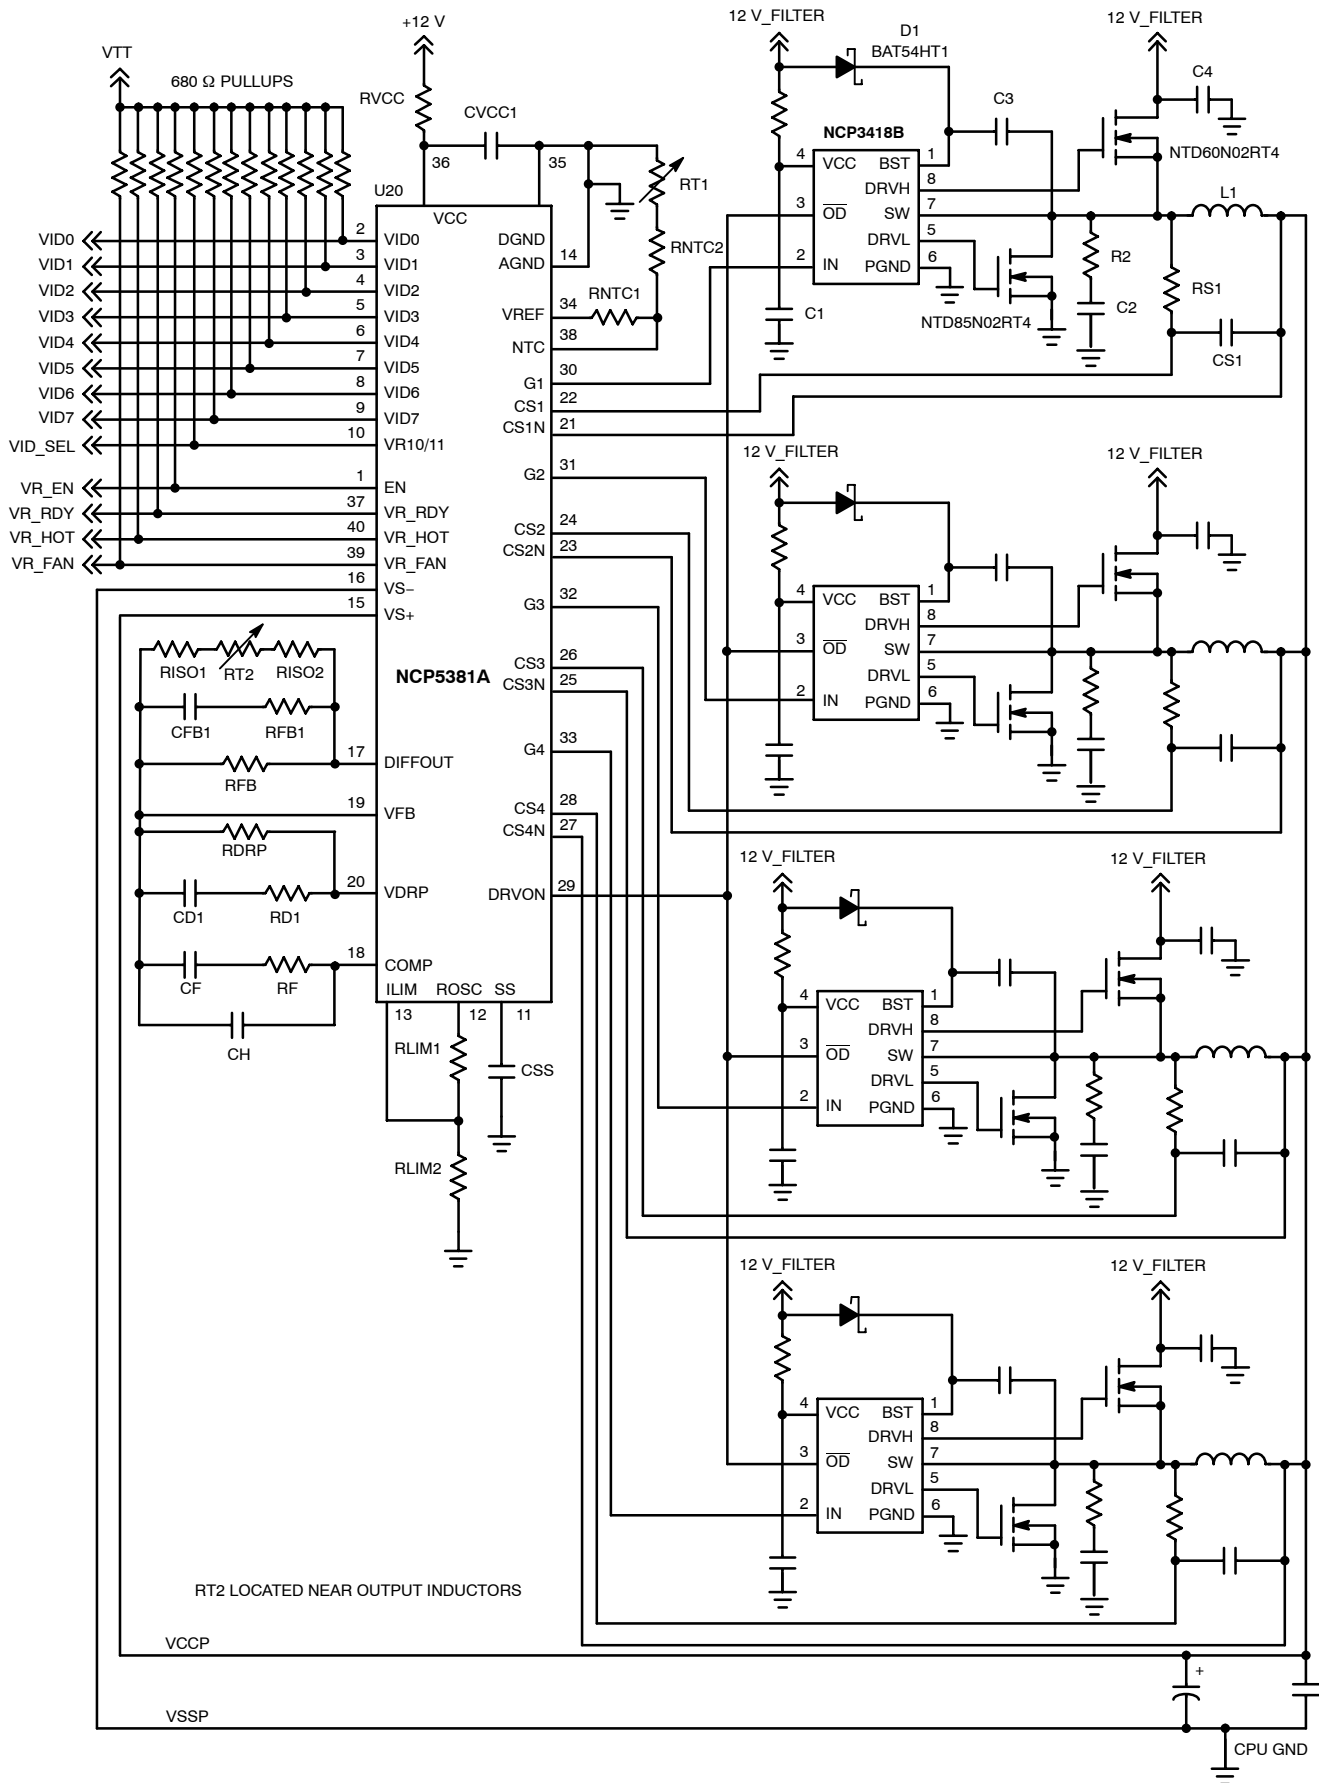 +12 V
12 V_FILTER
D1
BAT54HT1
12 V_FILTER
VTT
680 Ω PULLUPS
RVCC
CVCC1
C3
C4
NCP3418B
NTD60N02RT4
36
35
RT1
U20
VCC
4
VCC
BST
1
DRVH
8
3
OD
SW
7
L1
DRVL
5
2
IN
PGND
6
R2
RS1
C1
NTD85N02RT4
C2
CS1
VID0
2
VID0
DGND
VID1
3
VID1
AGND
14
RNTC2
VID2
4
VID2
RNTC1
VID3
5
VID3
VREF
34
VID4
6
VID4
NTC
38
VID5
7
VID5
G1
30
VID6
8
VID6
CS1
22
VID7
9
VID7
CS1N
21
VID_SEL
10
VR10/11
G2
31
VR_EN
1
EN
VR_RDY
37
VR_RDY
CS2
24
VR_HOT
40
VR_HOT
CS2N
23
VR_FAN
39
VR_FAN
16
VS−
15
VS+
G3
32
12 V_FILTER
12 V_FILTER
4
VCC
BST
1
DRVH
8
3
OD
SW
7
DRVL
5
2
IN
PGND
6
RISO1
RT2
RISO2
NCP5381A
CS3
26
CS3N
25
CFB1
RFB1
17
DIFFOUT
G4
33
RFB
19
VFB
CS4
28
RDRP
CS4N
27
20
VDRP
DRVON
29
CD1
RD1
18
COMP
CF
RF
ILIM
ROSC
SS
13
12
11
CH
RLIM1
CSS
RLIM2
12 V_FILTER
12 V_FILTER
4
VCC
BST
1
DRVH
8
3
OD
SW
7
DRVL
5
2
IN
PGND
6
12 V_FILTER
12 V_FILTER
4
VCC
BST
1
DRVH
8
3
OD
SW
7
DRVL
5
2
IN
PGND
6
RT2 LOCATED NEAR OUTPUT INDUCTORS
VCCP
+
VSSP
CPU GND